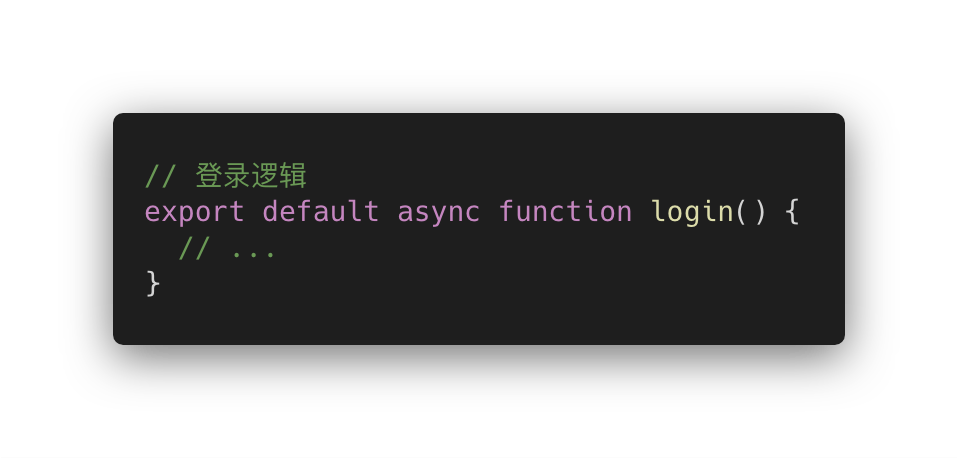 // 登录逻辑
export default async function login() {
  // ...
}